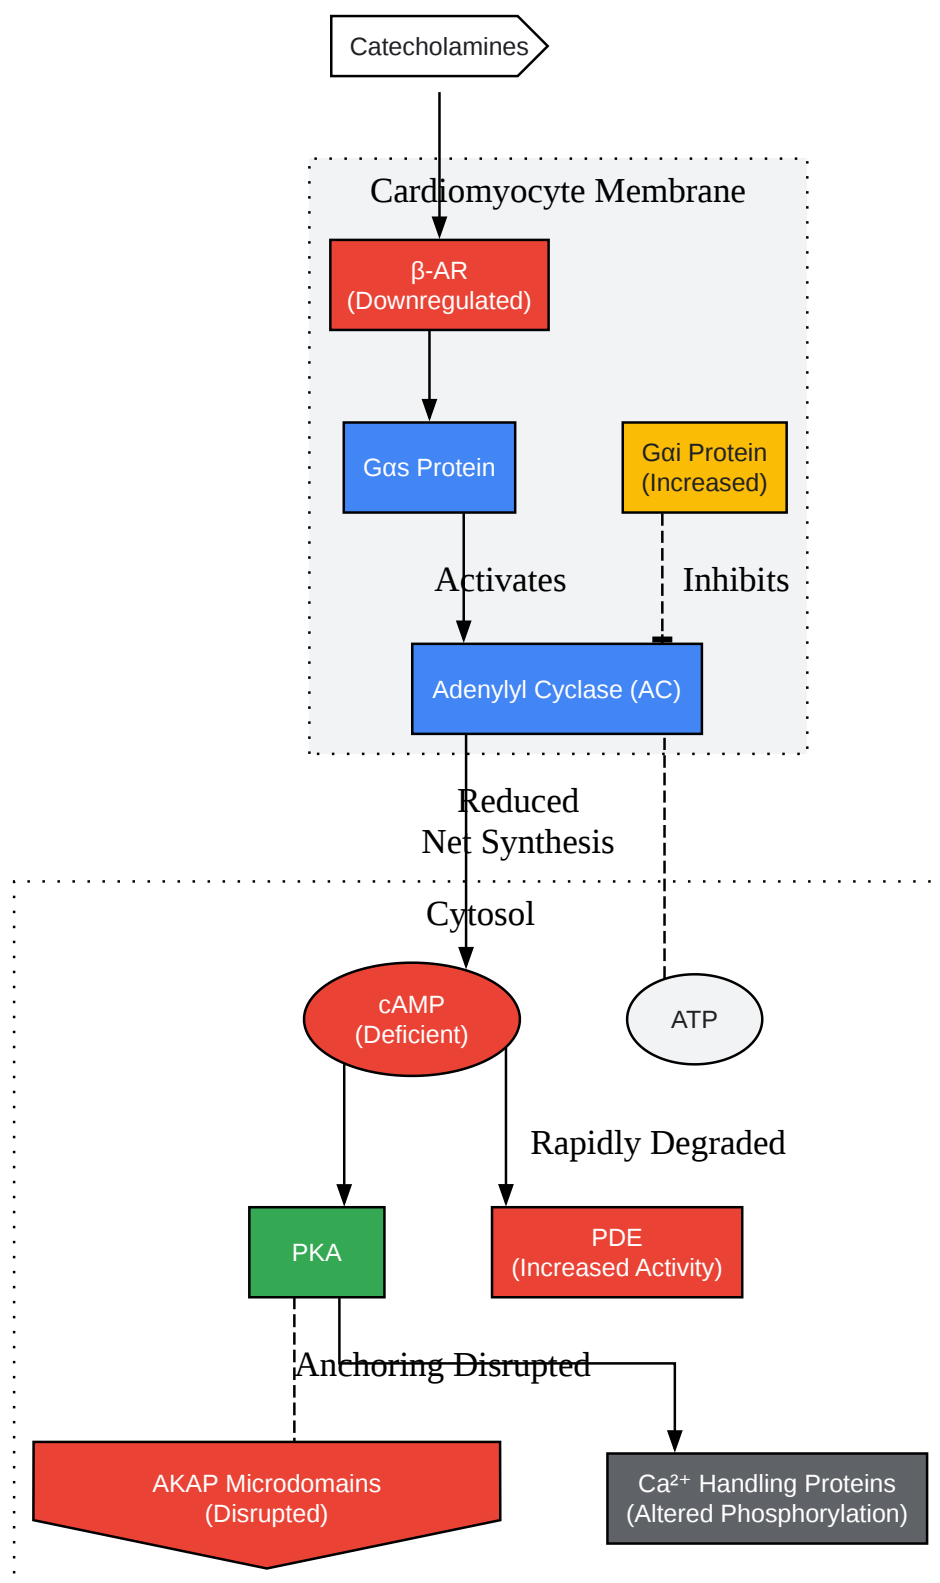 Catecholamines
Cardiomyocyte Membrane
β-AR
(Downregulated)
Gαs Protein
Gαi Protein
(Increased)
Activates
Inhibits
Adenylyl Cyclase (AC)
Reduced
Net Synthesis
Cytosol
cAMP
(Deficient)
ATP
Rapidly Degraded
PKA
PDE
(Increased Activity)
Anchoring Disrupted
AKAP Microdomains
(Disrupted)
Ca²⁺ Handling Proteins
(Altered Phosphorylation)